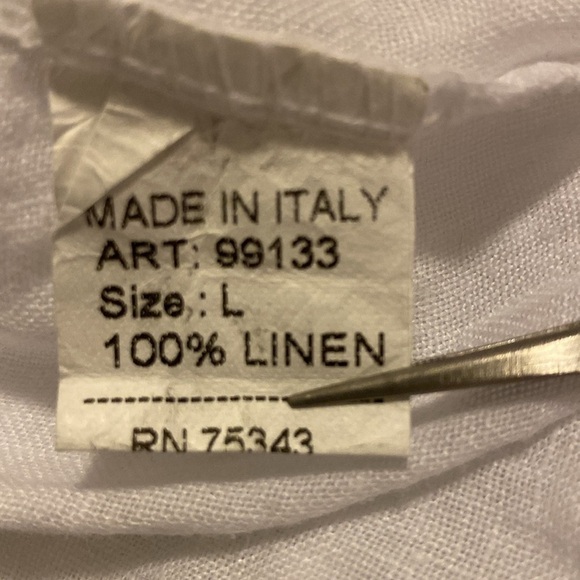 MADE IN ITALY
ART: 99133
Size.: L
100% LINEN
RN 75343